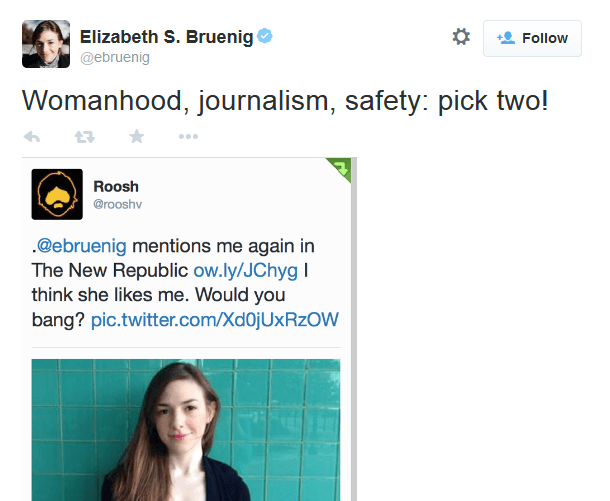 Elizabeth S. Bruenig
@ebruenig
Follow
Womanhood, journalism, safety: pick two!
Roosh
@rooshv
.@ebruenig mentions me again in
The New Republic ow.ly/JChyg I
think she likes me. Would you
bang? pic.twitter.com/Xd0jUxRzOW